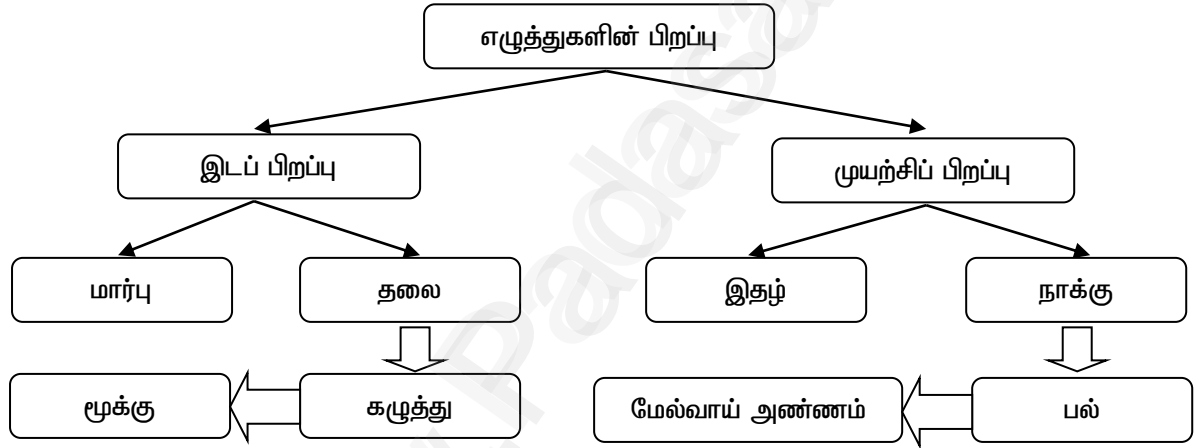 எழுத்துகளின் பிறப்பு
இடப் பிறப்பு
முயற்சிப் பிறப்பு
மார்பு
தலை
இதழ்
நாக்கு
மூக்கு
கழுத்து
மேல்வாய் அண்ணம்
பல்